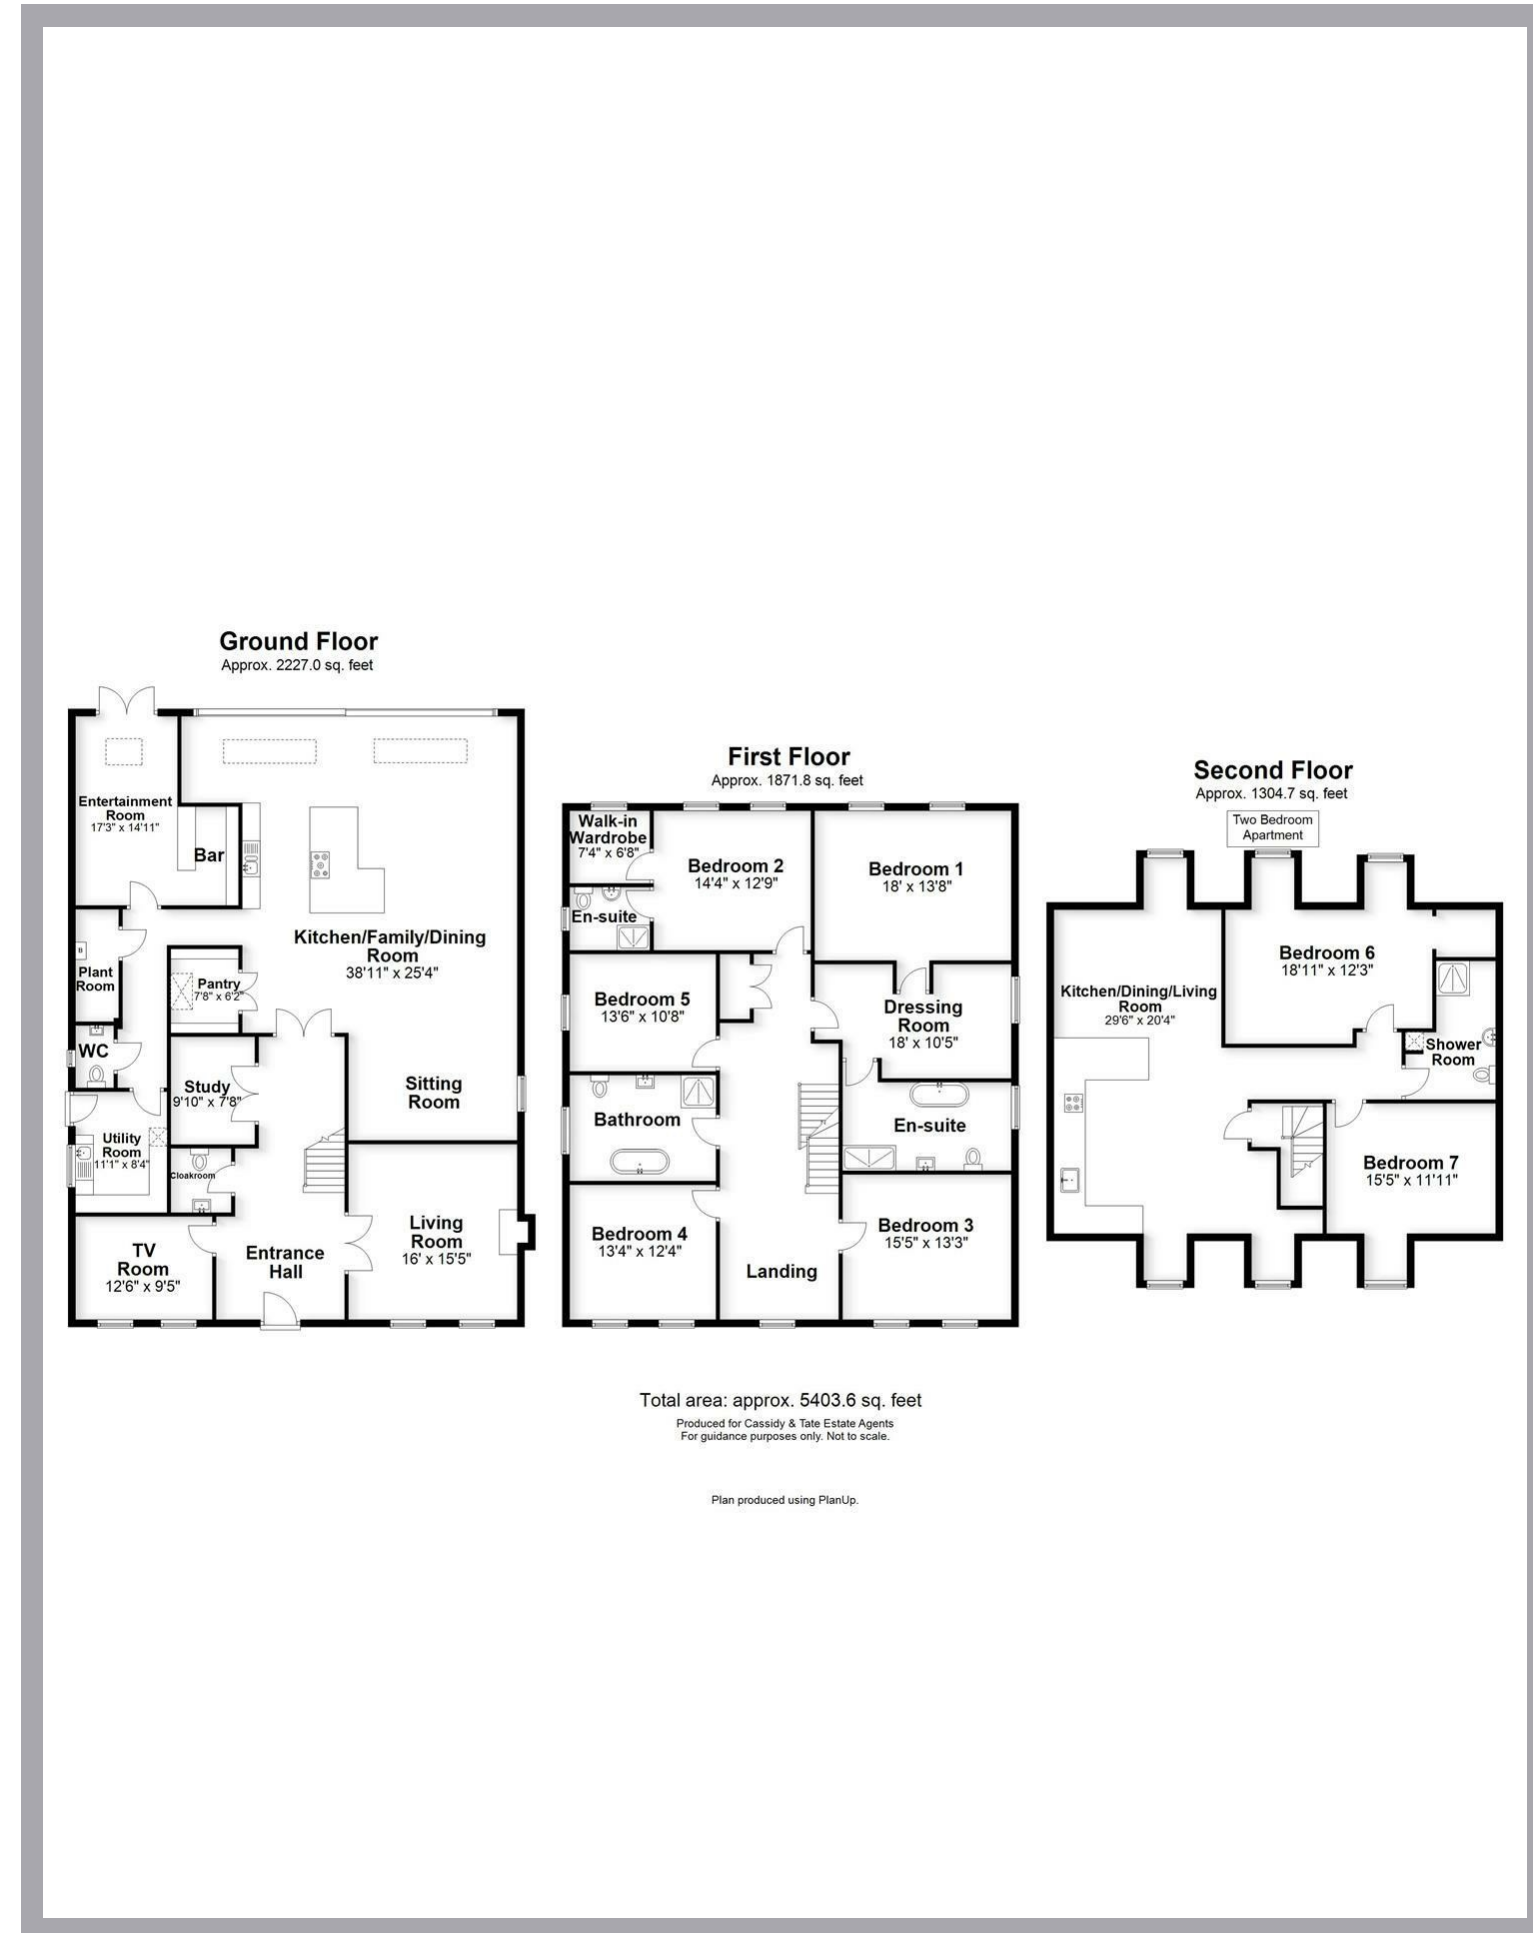 Ground Floor
Approx. 2227.0 sq. feet
Entertainment
Room
17'3" x 14'11"
Bar
Kitchen/Family/Dining
Room
38'11" x 25'4"
Plant
Room
Pantry
7'8" x 6'2"
WC
Study
9'10" x 7'8"
Sitting
Room
Utility
Room
11'1" x 8'4"
Cloakroom
TV
Room
12'6" x 9'5"
Entrance
Hall
Living
Room
16' x 15'5"
First Floor
Approx. 1871.8 sq. feet
Walk-in
Wardrobe
7'4" x 6'8"
Bedroom 2
14'4" x 12'9"
Bedroom 1
18' x 13'8"
En-suite
Bedroom 5
13'6" x 10'8"
Dressing
Room
18' x 10'5"
Bathroom
En-suite
Bedroom 4
13'4" x 12'4"
Landing
Bedroom 3
15'5" x 13'3"
Second Floor
Approx. 1304.7 sq. feet
Two Bedroom
Apartment
Bedroom 6
18'11" x 12'3"
Kitchen/Dining/Living
Room
29'6" x 20'4"
Shower
Room
Bedroom 7
15'5" x 11'11"
Total area: approx. 5403.6 sq. feet
Produced for Cassidy & Tate Estate Agents
For guidance purposes only. Not to scale.
Plan produced using PlanUp.